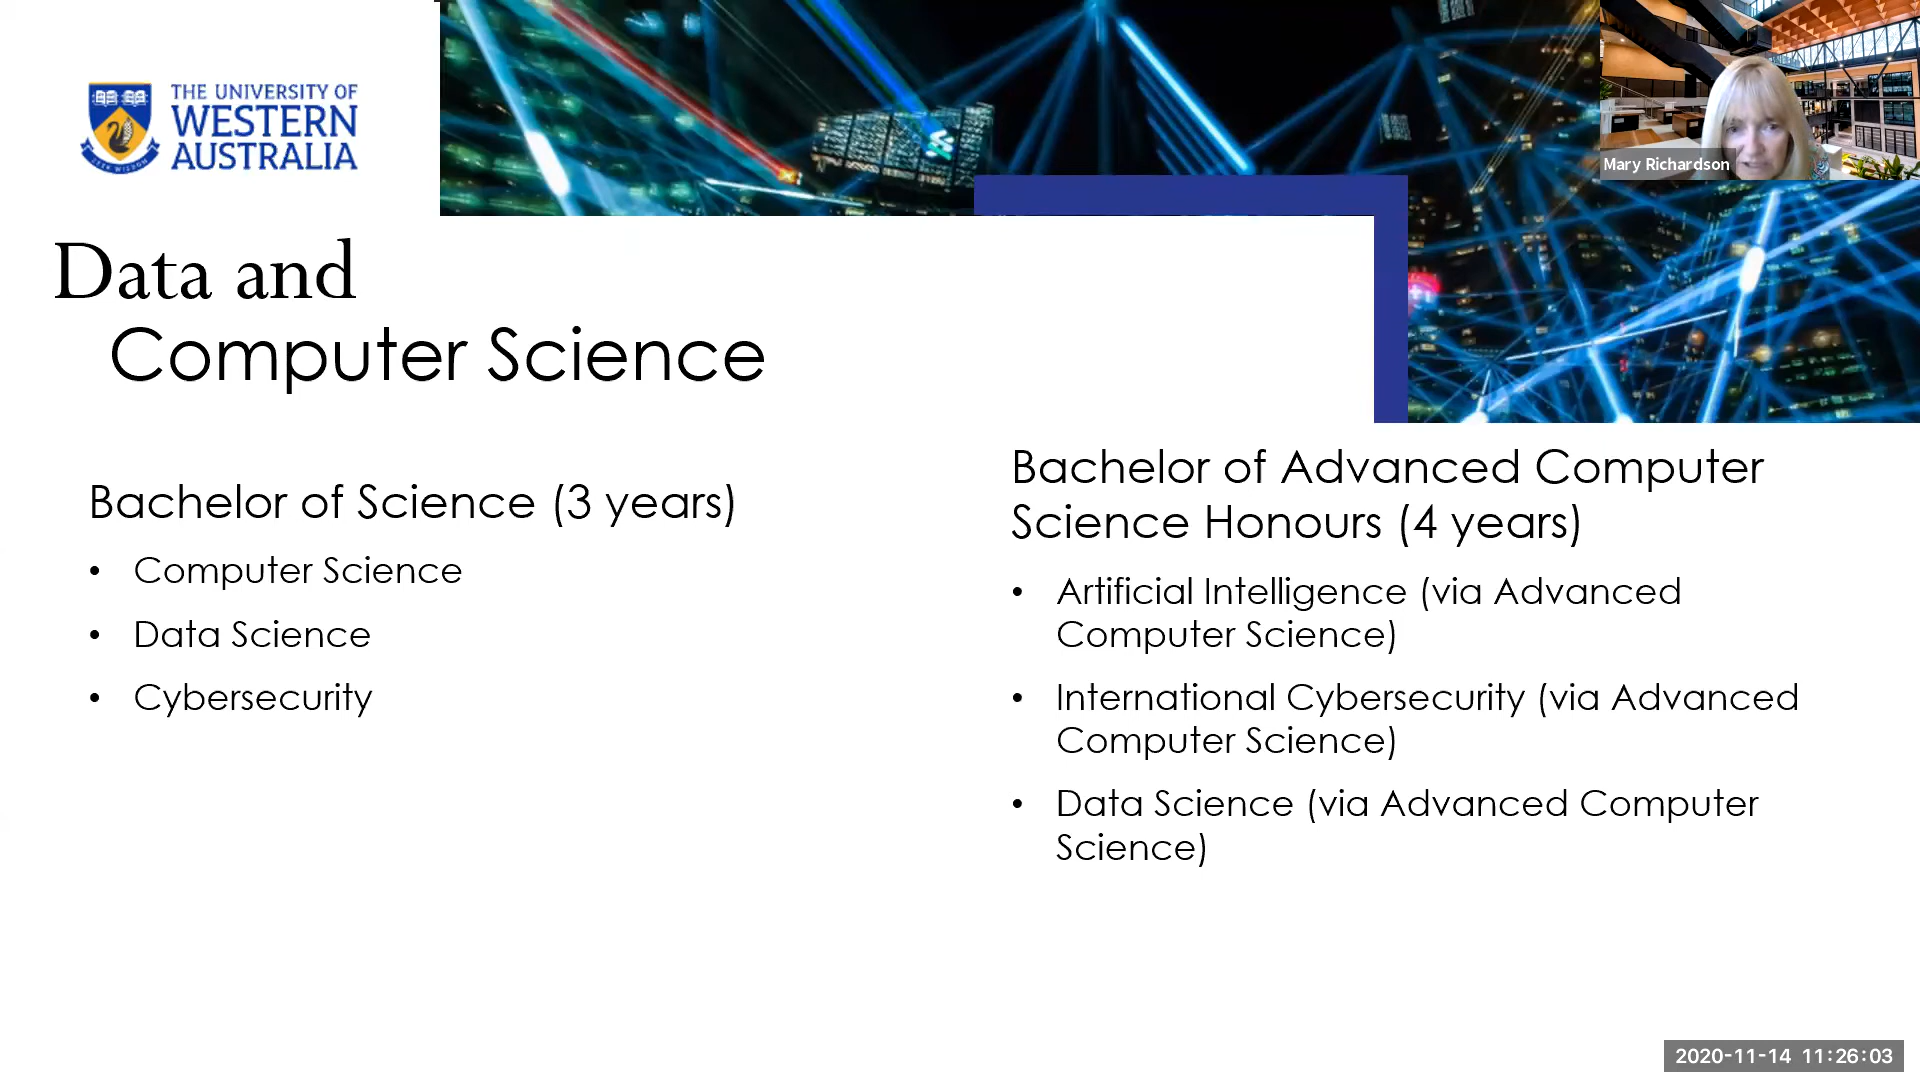 THE UNIVERSITY OF
WESTERN
AUSTRALIA
Mary Richardson
Data and
Computer Science
Bachelor of Science (3 years)
• Computer Science
• Data Science
• Cybersecurity
Bachelor of Advanced Computer
Science Honours (4 years)
• Artificial Intelligence (via Advanced
Computer Science)
• International Cybersecurity (via Advanced
Computer Science)
• Data Science (via Advanced Computer
Science)
2020-11-14 11:26:03